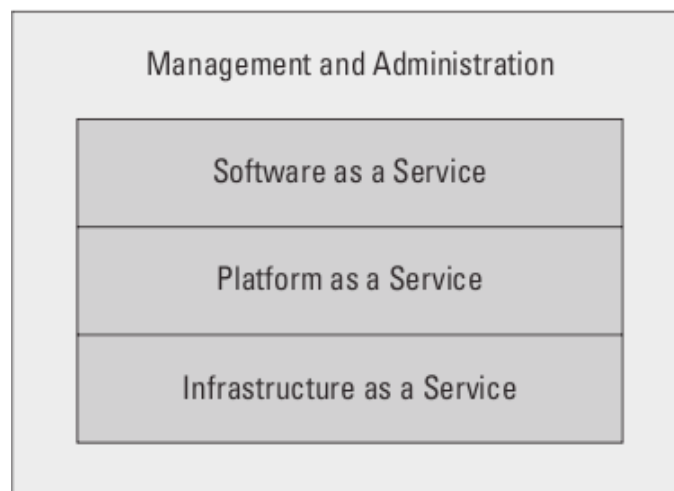 Management and Administration
Software as a Service
Platform as a Service
Infrastructure as a Service